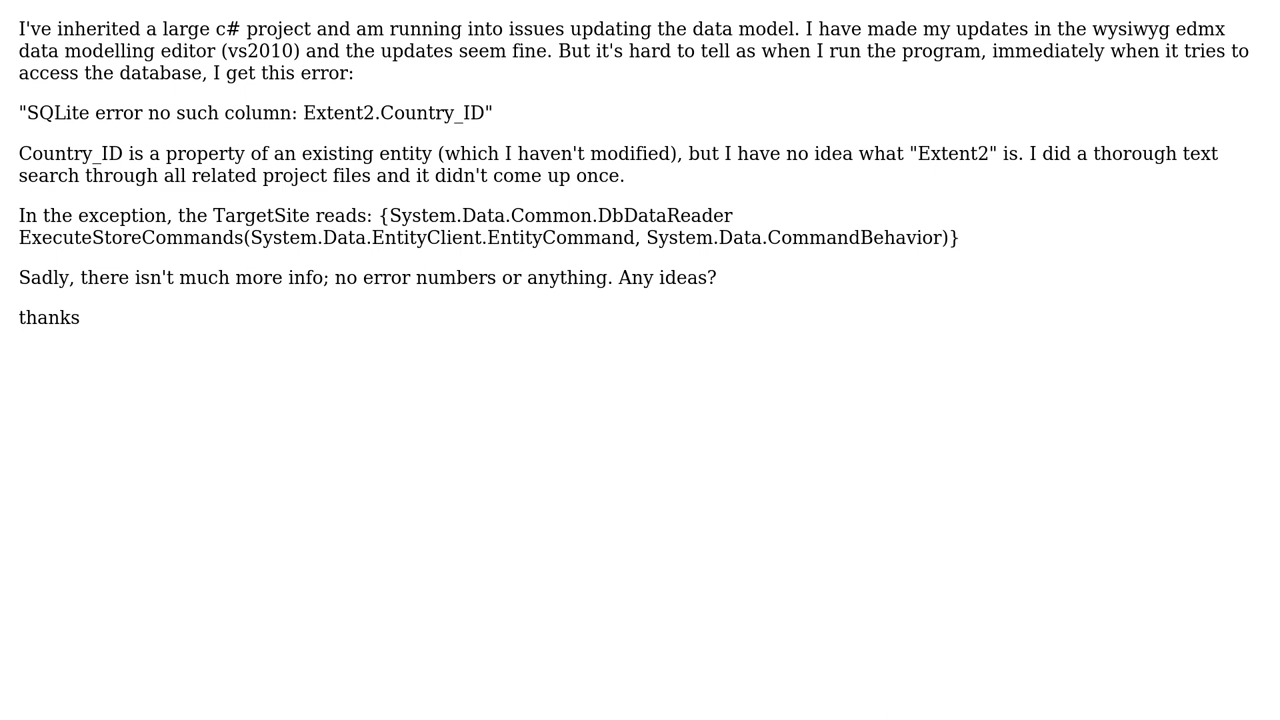 I've inherited a large c# project and am running into issues updating the data model. I have made my updates in the wysiwyg edmx
data modelling editor (vs2010) and the updates seem fine. But it's hard to tell as when I run the program, immediately when it tries to
access the database, I get this error:
"SQLite error no such column: Extent2.Country_ID"
Country_ID is a property of an existing entity (which I haven't modified), but I have no idea what "Extent2" is. I did a thorough text
search through all related project files and it didn't come up once.
In the exception, the TargetSite reads: {System.Data.Common.DbDataReader
ExecuteStoreCommands(System.Data.EntityClient.EntityCommand, System.Data.CommandBehavior)}
Sadly, there isn't much more info; no error numbers or anything. Any ideas?
thanks